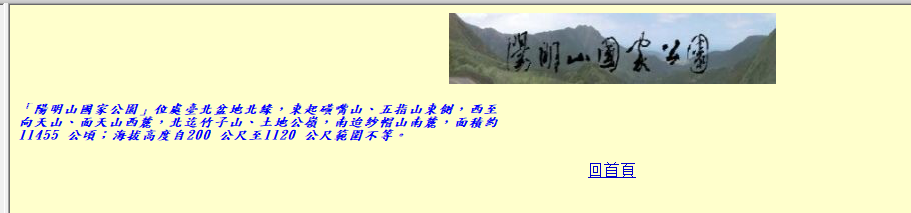 陽明山國家公園
「陽明山國家公園」位處臺北盆地北緣，東起磺嘴山、五指山東側，西至
向天山、面天山西麓，北迄竹子山、土地公嶺，南迨紗帽山南麓，面積約
11455 公頃；海拔高度自200 公尺至1120 公尺範圍不等。
回首頁